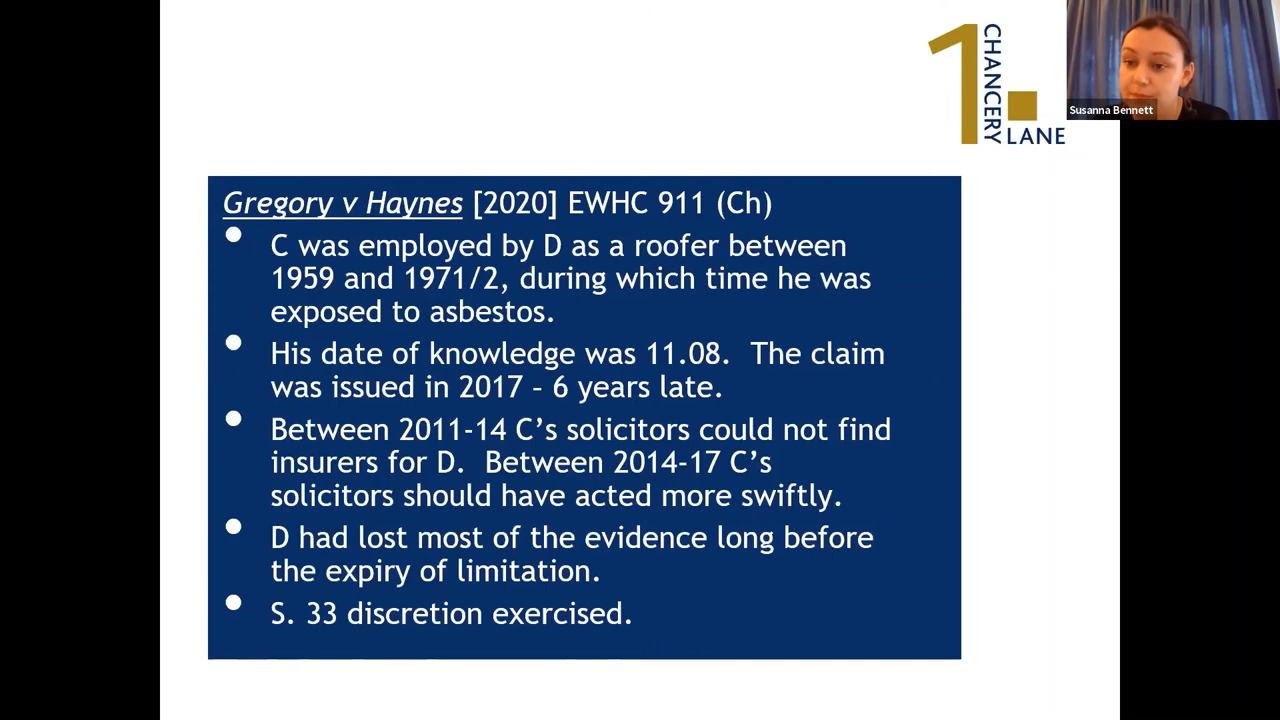 1
CHANCERY
LANE
Susanna Bennett
Gregory v Haynes [2020] EWHC 911 (Ch)
• C was employed by D as a roofer between
1959 and 1971/2, during which time he was
exposed to asbestos.
• His date of knowledge was 11.08.  The claim
was issued in 2017 – 6 years late.
• Between 2011-14 C’s solicitors could not find
insurers for D.  Between 2014-17 C’s
solicitors should have acted more swiftly.
• D had lost most of the evidence long before
the expiry of limitation.
• S. 33 discretion exercised.